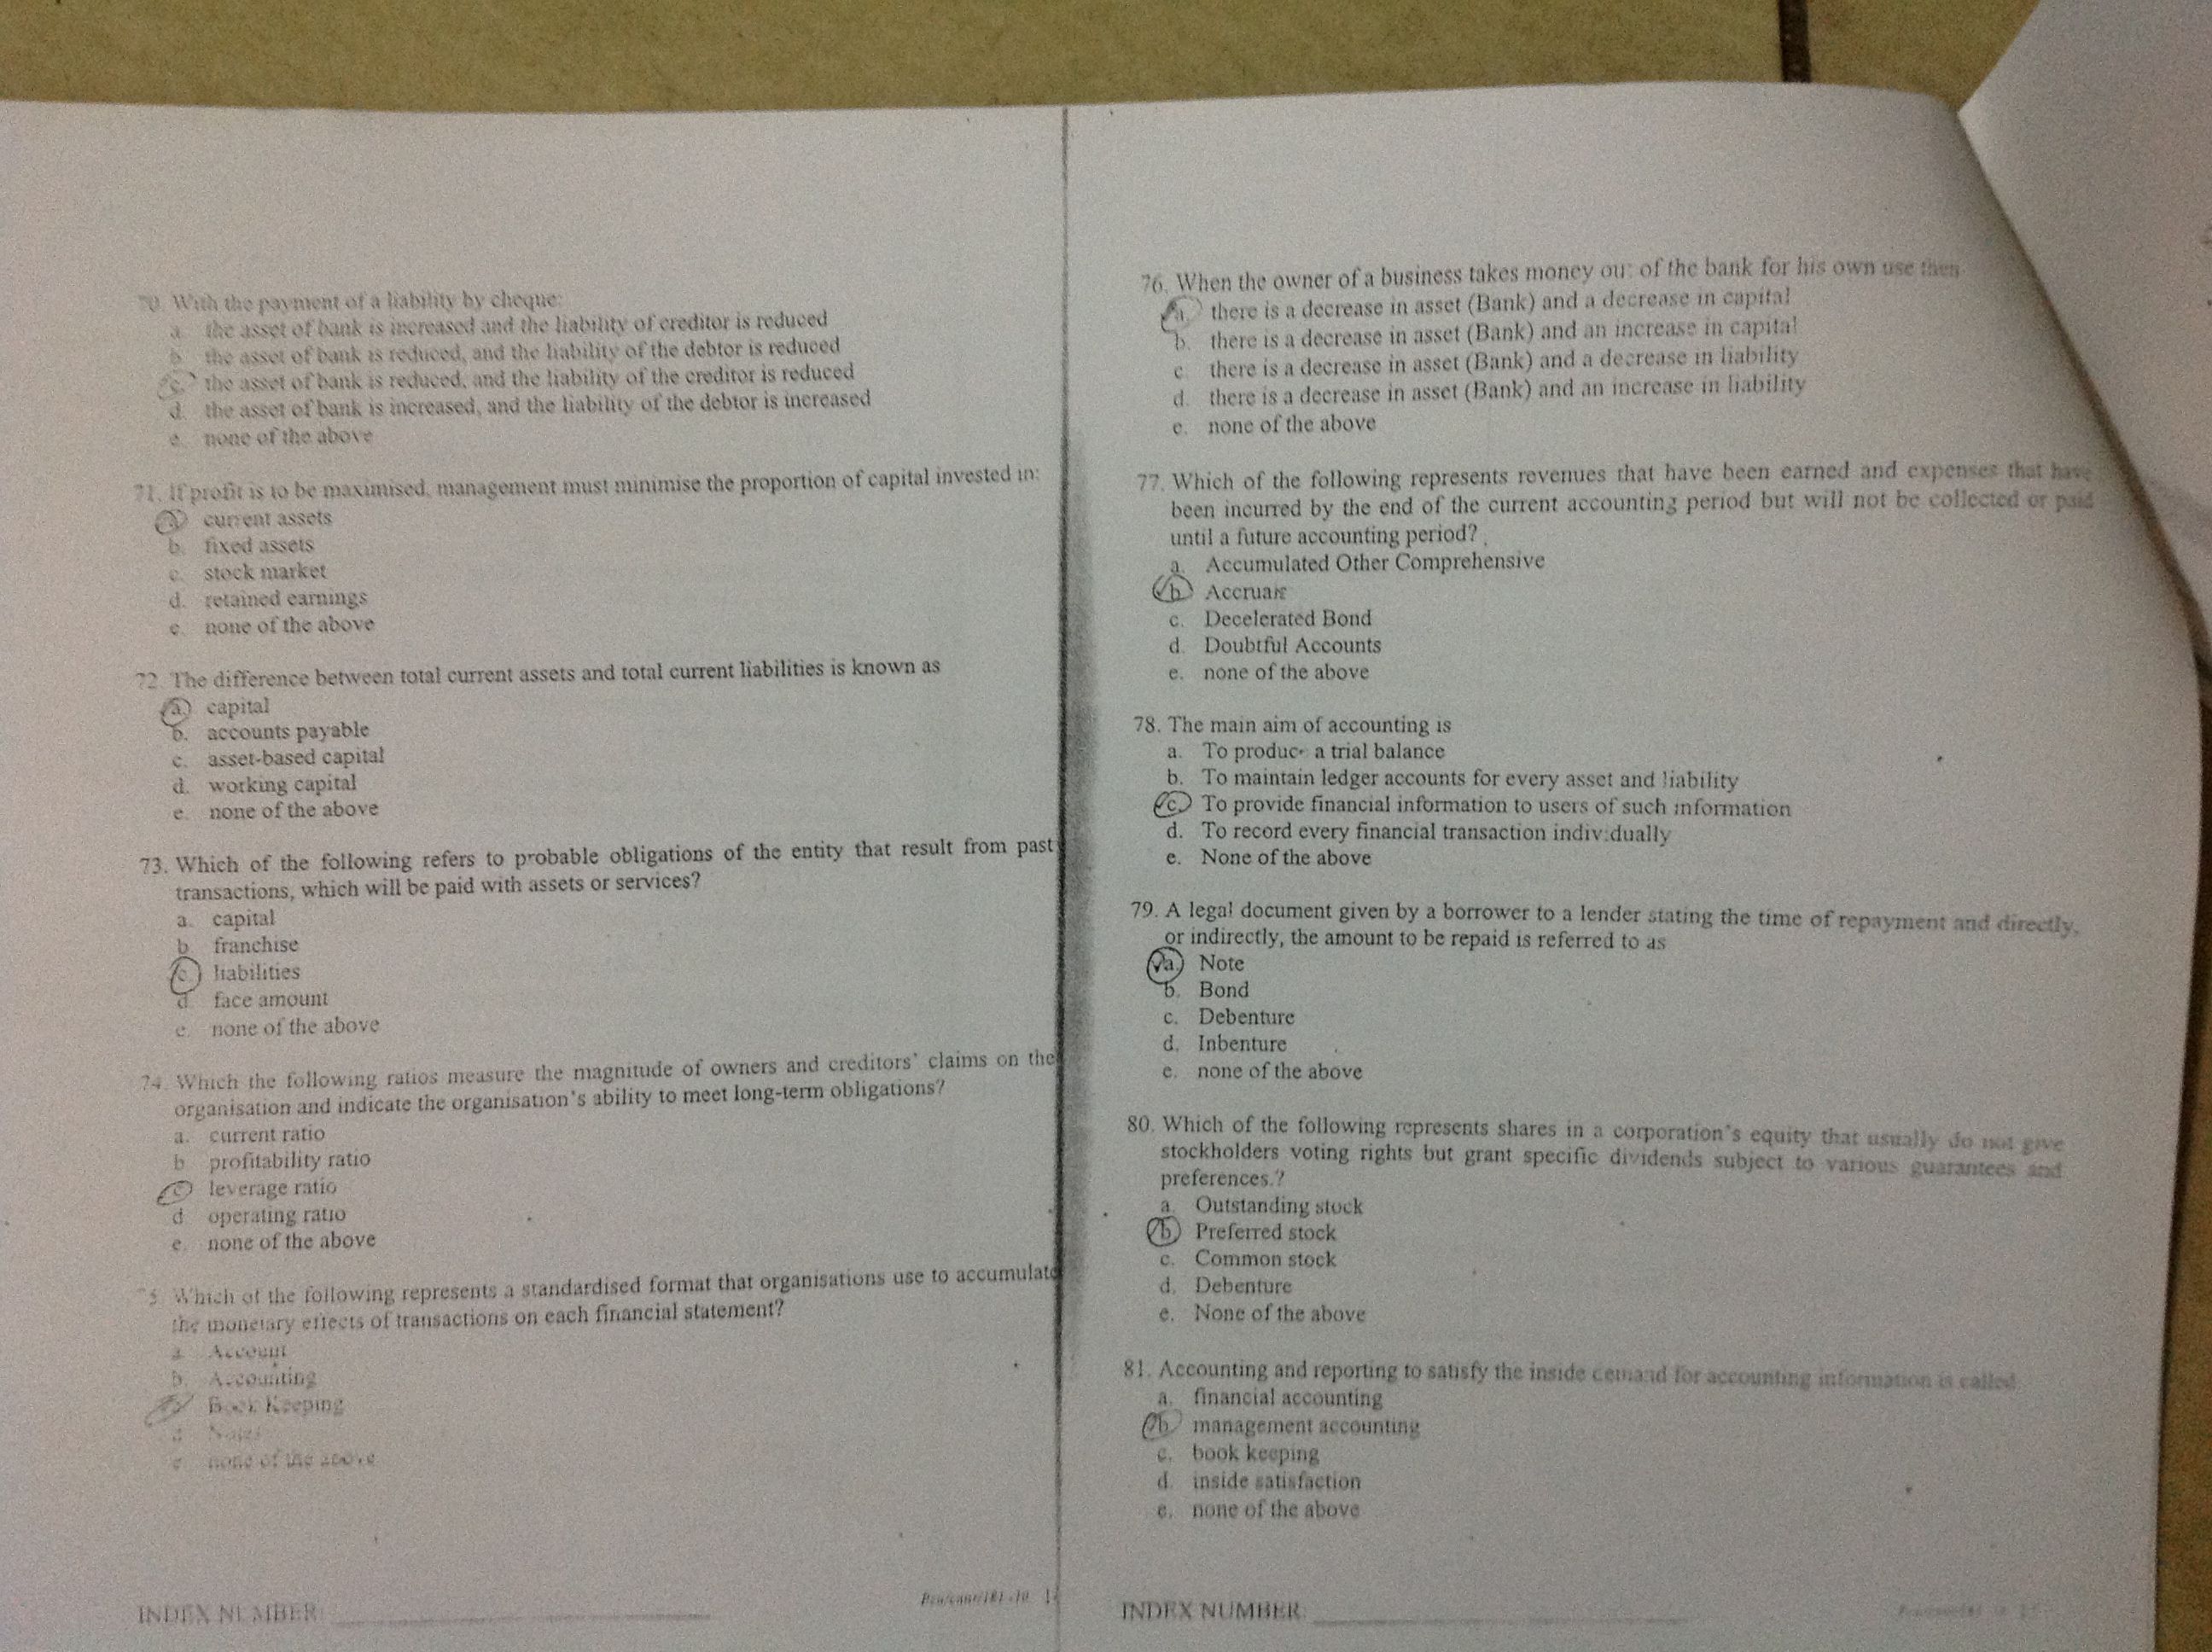 70. With the payment of a liability by cheque:
a. the asset of bank is increased and the liability of creditor is reduced
b. the asset of bank is reduced, and the liability of the debtor is reduced
c. the asset of bank is reduced, and the liability of the creditor is reduced
d. the asset of bank is increased, and the liability of the debtor is increased
e. none of the above
71. If profit is to be maximised, management must minimise the proportion of capital invested in:
a. current assets
b. fixed assets
c. stock market
d. retained earnings
e. none of the above
72. The difference between total current assets and total current liabilities is known as
a. capital
b. accounts payable
c. asset-based capital
d. working capital
e. none of the above
73. Which of the following refers to probable obligations of the entity that result from past
transactions, which will be paid with assets or services?
a. capital
b. franchise
c. liabilities
d. face amount
e. none of the above
74. Which the following ratios measure the magnitude of owners and creditors' claims on the
organisation and indicate the organisation's ability to meet long-term obligations?
a. current ratio
b. profitability ratio
c. leverage ratio
d. operating ratio
e. none of the above
75. Which of the following represents a standardised format that organisations use to accumulate
the monetary effects of transactions on each financial statement?
a. Account
b. Accounting
Book Keeping
d. Notes
e. none of the above
INDEX NUMBER:
76. When the owner of a business takes money out of the bank for his own use then
a. there is a decrease in asset (Bank) and a decrease in capital
b. there is a decrease in asset (Bank) and an increase in capital
c. there is a decrease in asset (Bank) and a decrease in liability
d. there is a decrease in asset (Bank) and an increase in liability
e. none of the above
77. Which of the following represents revenues that have been earned and expenses that have
been incurred by the end of the current accounting period but will not be collected or paid
until a future accounting period?
a. Accumulated Other Comprehensive
b. Accruals
c. Decelerated Bond
d. Doubtful Accounts
e. none of the above
78. The main aim of accounting is
a. To produce a trial balance
b. To maintain ledger accounts for every asset and liability
c. To provide financial information to users of such information
d. To record every financial transaction individually
e. None of the above
79. A legal document given by a borrower to a lender stating the time of repayment and directly,
or indirectly, the amount to be repaid is referred to as
a. Note
b. Bond
c. Debenture
d. Inbenture
e. none of the above
80. Which of the following represents shares in a corporation's equity that usually do not give
stockholders voting rights but grant specific dividends subject to various guarantees and
preferences.?
a. Outstanding stock
b. Preferred stock
c. Common stock
d. Debenture
e. None of the above
81. Accounting and reporting to satisfy the inside demand for accounting information is called
a. financial accounting
b. management accounting
c. book keeping
d. inside satisfaction
e. none of the above
INDEX NUMBER: